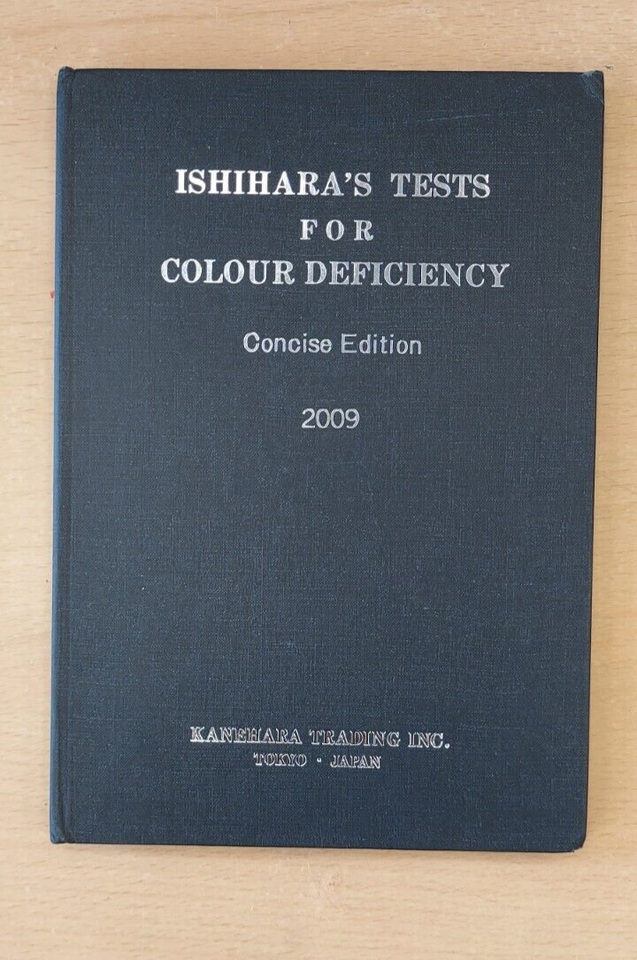 ISHIHARA'S TESTS
FOR
COLOUR DEFICIENCY
Concise Edition
2009
KANEHARA TRADING INC.
TOKYO · JAPAN